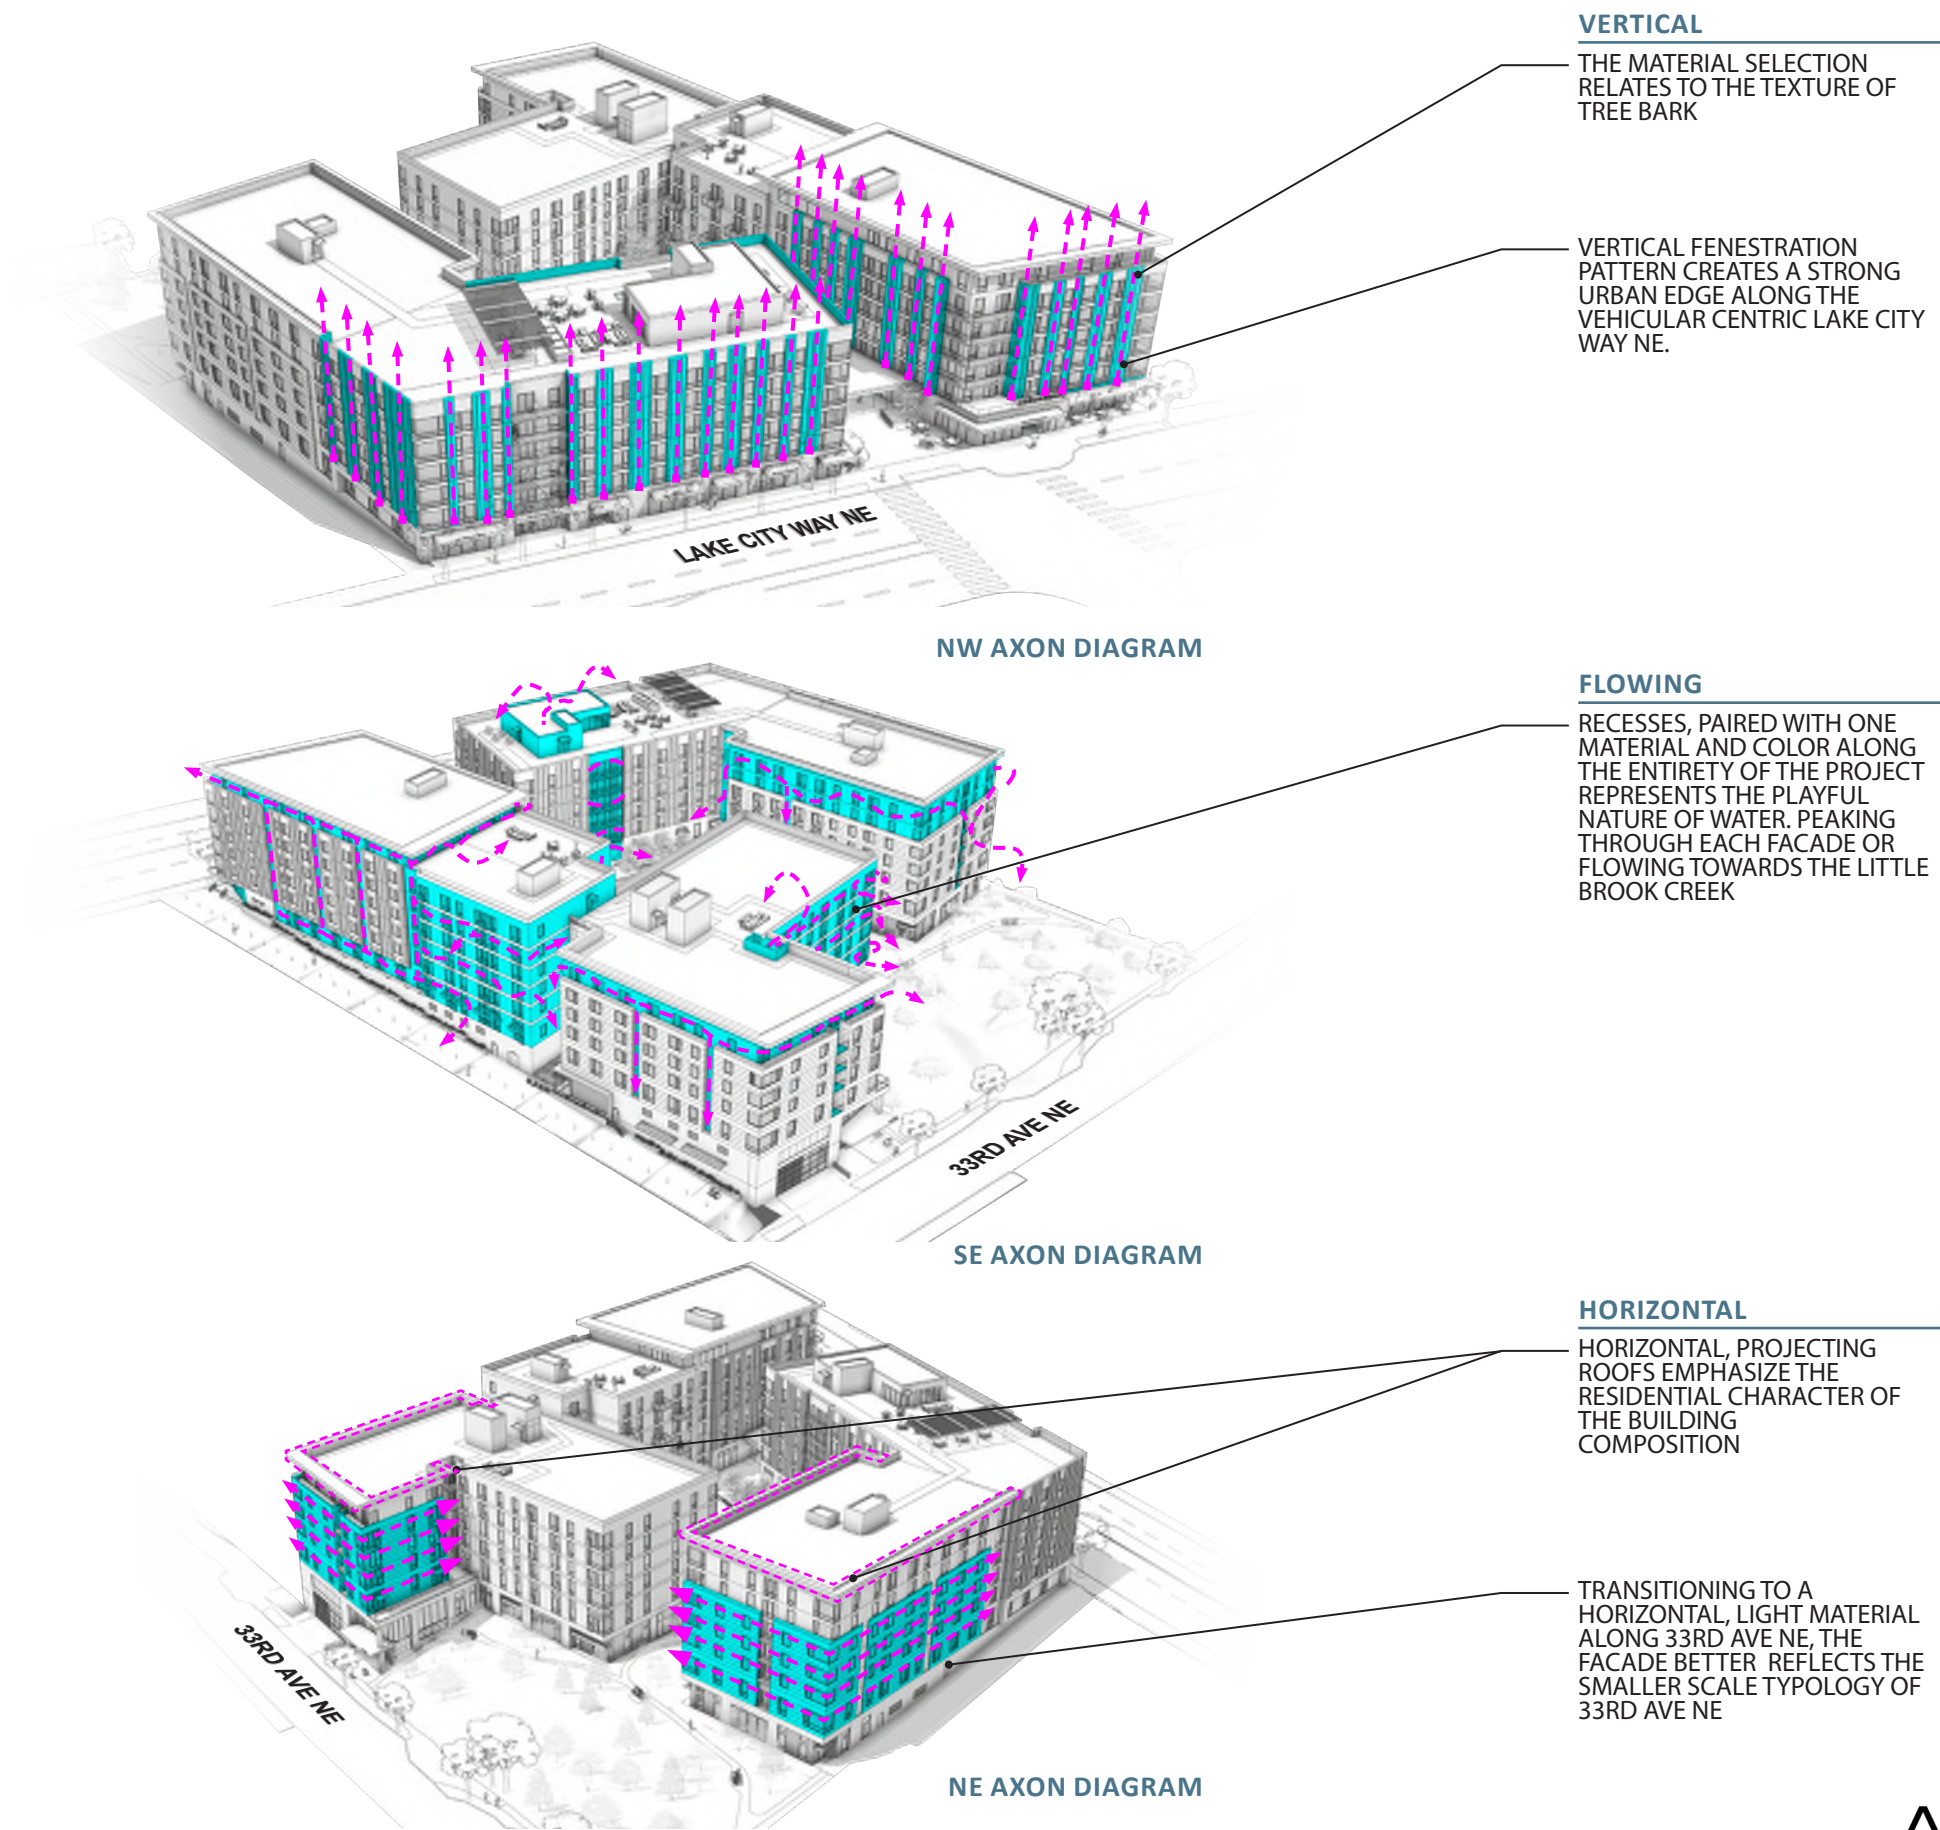 VERTICAL
THE MATERIAL SELECTION
RELATES TO THE TEXTURE OF
TREE BARK
VERTICAL FENESTRATION
PATTERN CREATES A STRONG
URBAN EDGE ALONG THE
VEHICULAR CENTRIC LAKE CITY
WAY NE.
LAKE CITY WAY NE
NW AXON DIAGRAM
FLOWING
RECESSES, PAIRED WITH ONE
MATERIAL AND COLOR ALONG
THE ENTIRETY OF THE PROJECT
REPRESENTS THE PLAYFUL
NATURE OF WATER. PEAKING
THROUGH EACH FACADE OR
FLOWING TOWARDS THE LITTLE
BROOK CREEK
33RD AVE NE
SE AXON DIAGRAM
HORIZONTAL
HORIZONTAL, PROJECTING
ROOFS EMPHASIZE THE
RESIDENTIAL CHARACTER OF
THE BUILDING
COMPOSITION
TRANSITIONING TO A
HORIZONTAL, LIGHT MATERIAL
ALONG 33RD AVE NE, THE
FACADE BETTER  REFLECTS THE
SMALLER SCALE TYPOLOGY OF
33RD AVE NE
33RD AVE NE
NE AXON DIAGRAM